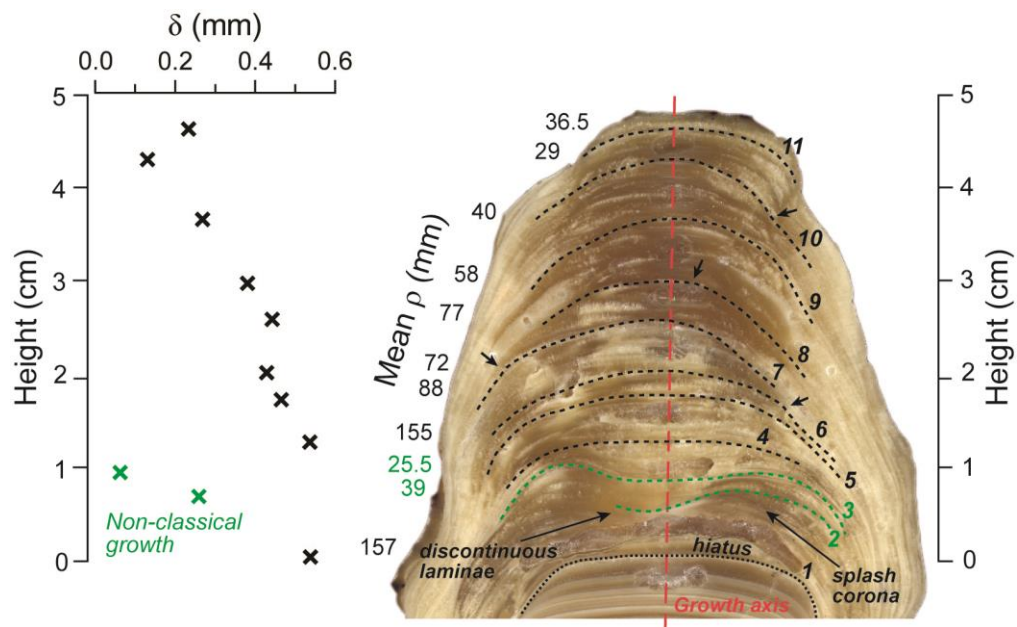 δ (mm)
0.0 0.2 0.4 0.6
Height (cm)
5
4
3
2
1
0
Non-classical
growth
Mean ρ (mm)
36.5
29
40
58
77
72
88
155
25.5
39
157
11
10
9
8
7
6
5
4
3
2
1
discontinuous
laminae
hiatus
splash
corona
Growth axis
5
4
3
2
1
0
Height (cm)